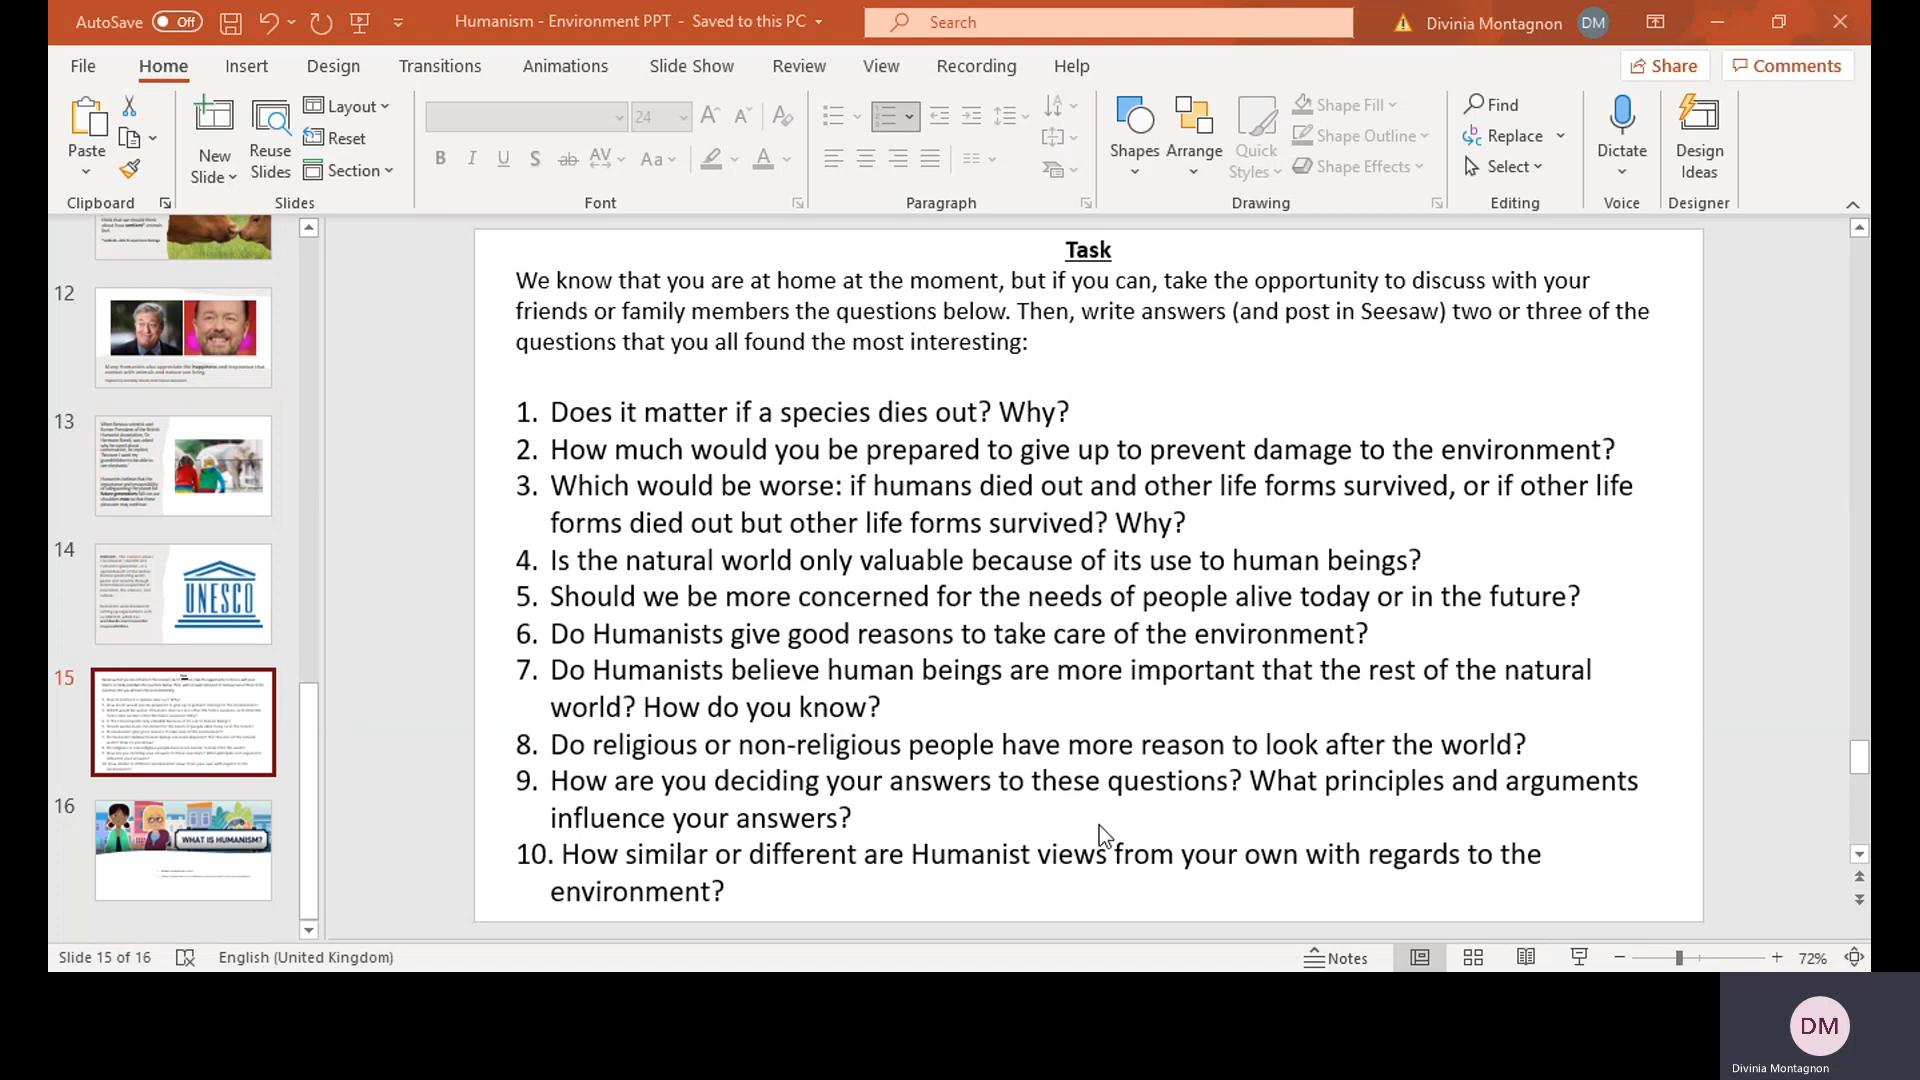 AutoSave Off Humanism - Environment PPT - Saved to this PC Search Divinia Montagnon DM
File Home Insert Design Transitions Animations Slide Show Review View Recording Help Share Comments
Paste
Clipboard
New Slide
Reuse Slides
Layout
Reset
Section
Slides
24
B I U S ab AV Aa A
Font
Paragraph
Shapes
Arrange
Quick Styles
Shape Fill
Shape Outline
Shape Effects
Drawing
Find
Replace
Select
Editing
Dictate
Voice
Design Ideas
Designer
12
13
14
UNESCO
15
16
WHAT IS HUMANISM?
Task
We know that you are at home at the moment, but if you can, take the opportunity to discuss with your
friends or family members the questions below. Then, write answers (and post in Seesaw) two or three of the
questions that you all found the most interesting:
1. Does it matter if a species dies out? Why?
2. How much would you be prepared to give up to prevent damage to the environment?
3. Which would be worse: if humans died out and other life forms survived, or if other life
forms died out but other life forms survived? Why?
4. Is the natural world only valuable because of its use to human beings?
5. Should we be more concerned for the needs of people alive today or in the future?
6. Do Humanists give good reasons to take care of the environment?
7. Do Humanists believe human beings are more important that the rest of the natural
world? How do you know?
8. Do religious or non-religious people have more reason to look after the world?
9. How are you deciding your answers to these questions? What principles and arguments
influence your answers?
10. How similar or different are Humanist views from your own with regards to the
environment?
Slide 15 of 16 English (United Kingdom) Notes 72%
DM
Divinia Montagnon